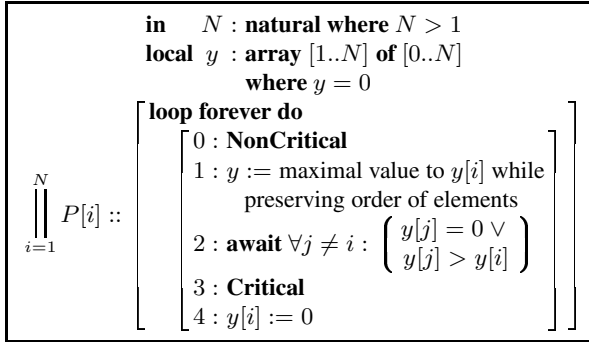 in N : natural where N > 1
local y : array [1..N] of [0..N]
where y = 0
loop forever do
0 : NonCritical
1 : y := maximal value to y[i] while
preserving order of elements
N
|| P[i] ::
i=1
2 : await ∀j ≠ i : ( y[j] = 0 ∨
y[j] > y[i] )
3 : Critical
4 : y[i] := 0